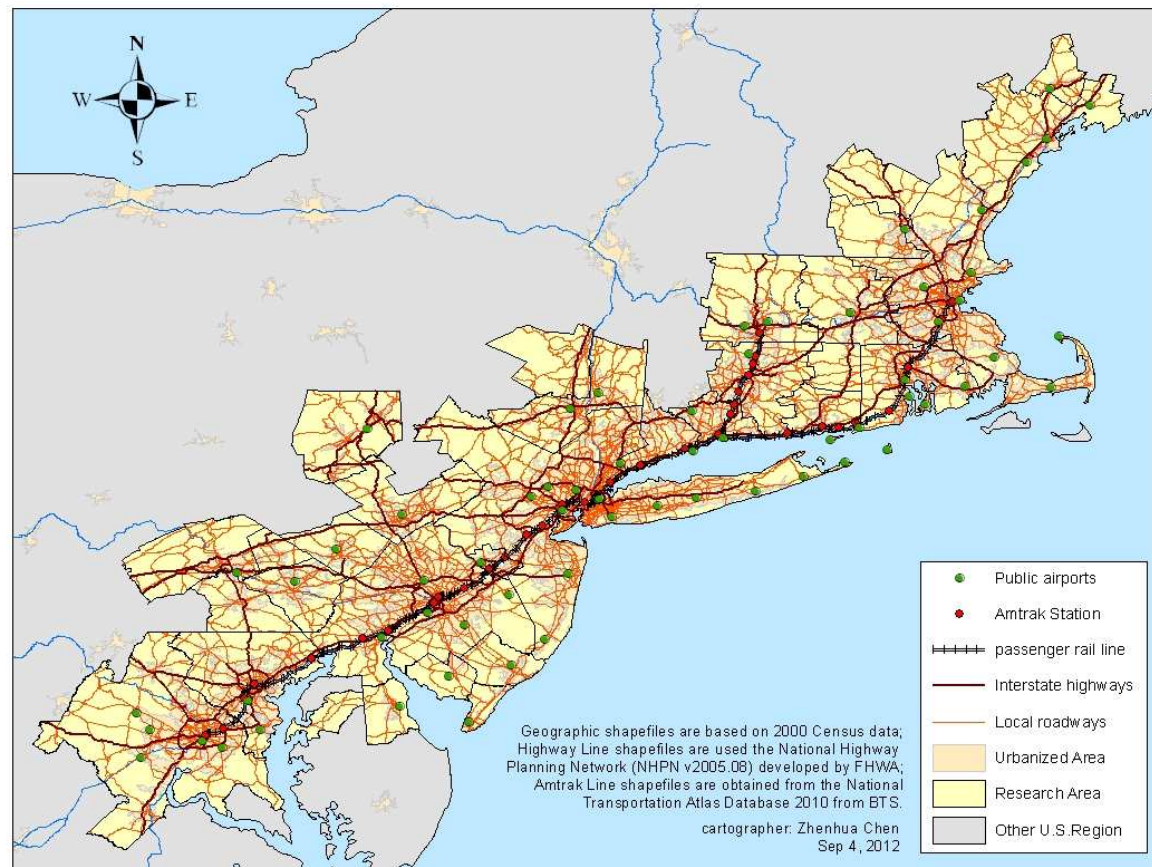 N
W E
S
Public airports
Amtrak Station
passenger rail line
Interstate highways
Local roadways
Urbanized Area
Research Area
Other U.S.Region
Geographic shapefiles are based on 2000 Census data;
Highway Line shapefiles are used the National Highway
Planning Network (NHPN v2005.08) developed by FHWA;
Amtrak Line shapefiles are obtained from the National
Transportation Atlas Database 2010 from BTS.
cartographer: Zhenhua Chen
Sep 4, 2012